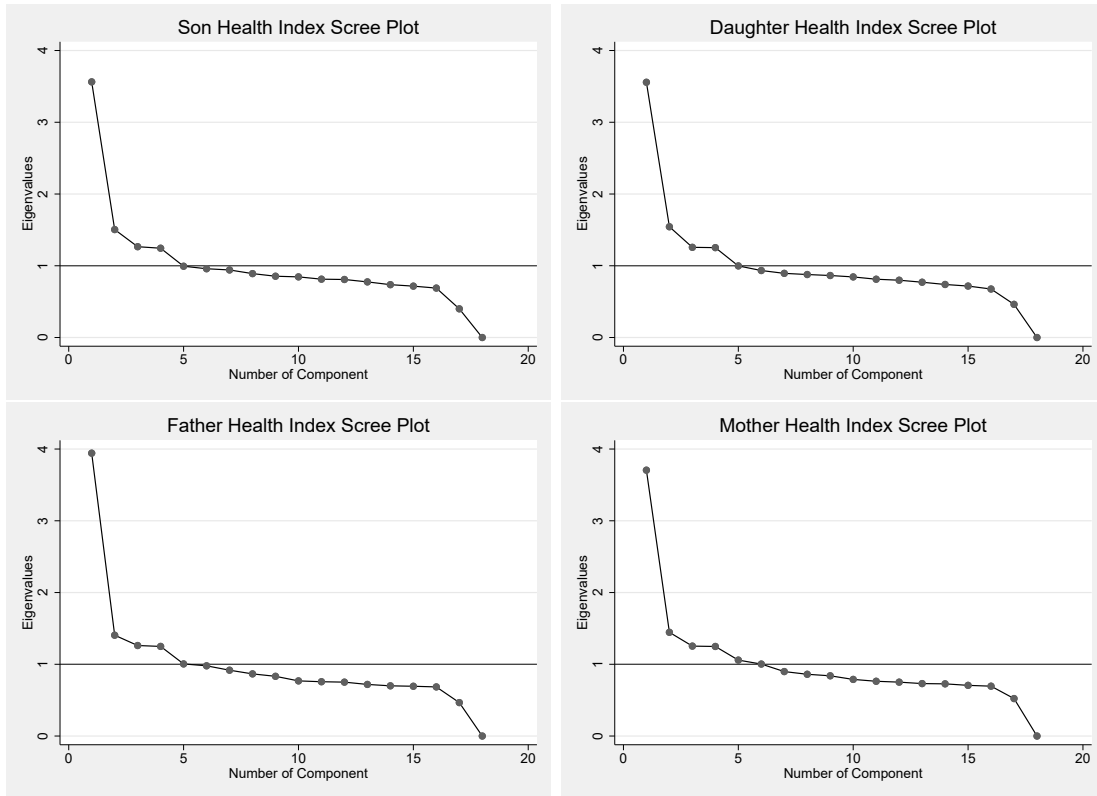 Son Health Index Scree Plot
Eigenvalues
4
3
2
1
0
0 5 10 15 20
Number of Component
Daughter Health Index Scree Plot
Eigenvalues
4
3
2
1
0
0 5 10 15 20
Number of Component
Father Health Index Scree Plot
Eigenvalues
4
3
2
1
0
0 5 10 15 20
Number of Component
Mother Health Index Scree Plot
Eigenvalues
4
3
2
1
0
0 5 10 15 20
Number of Component